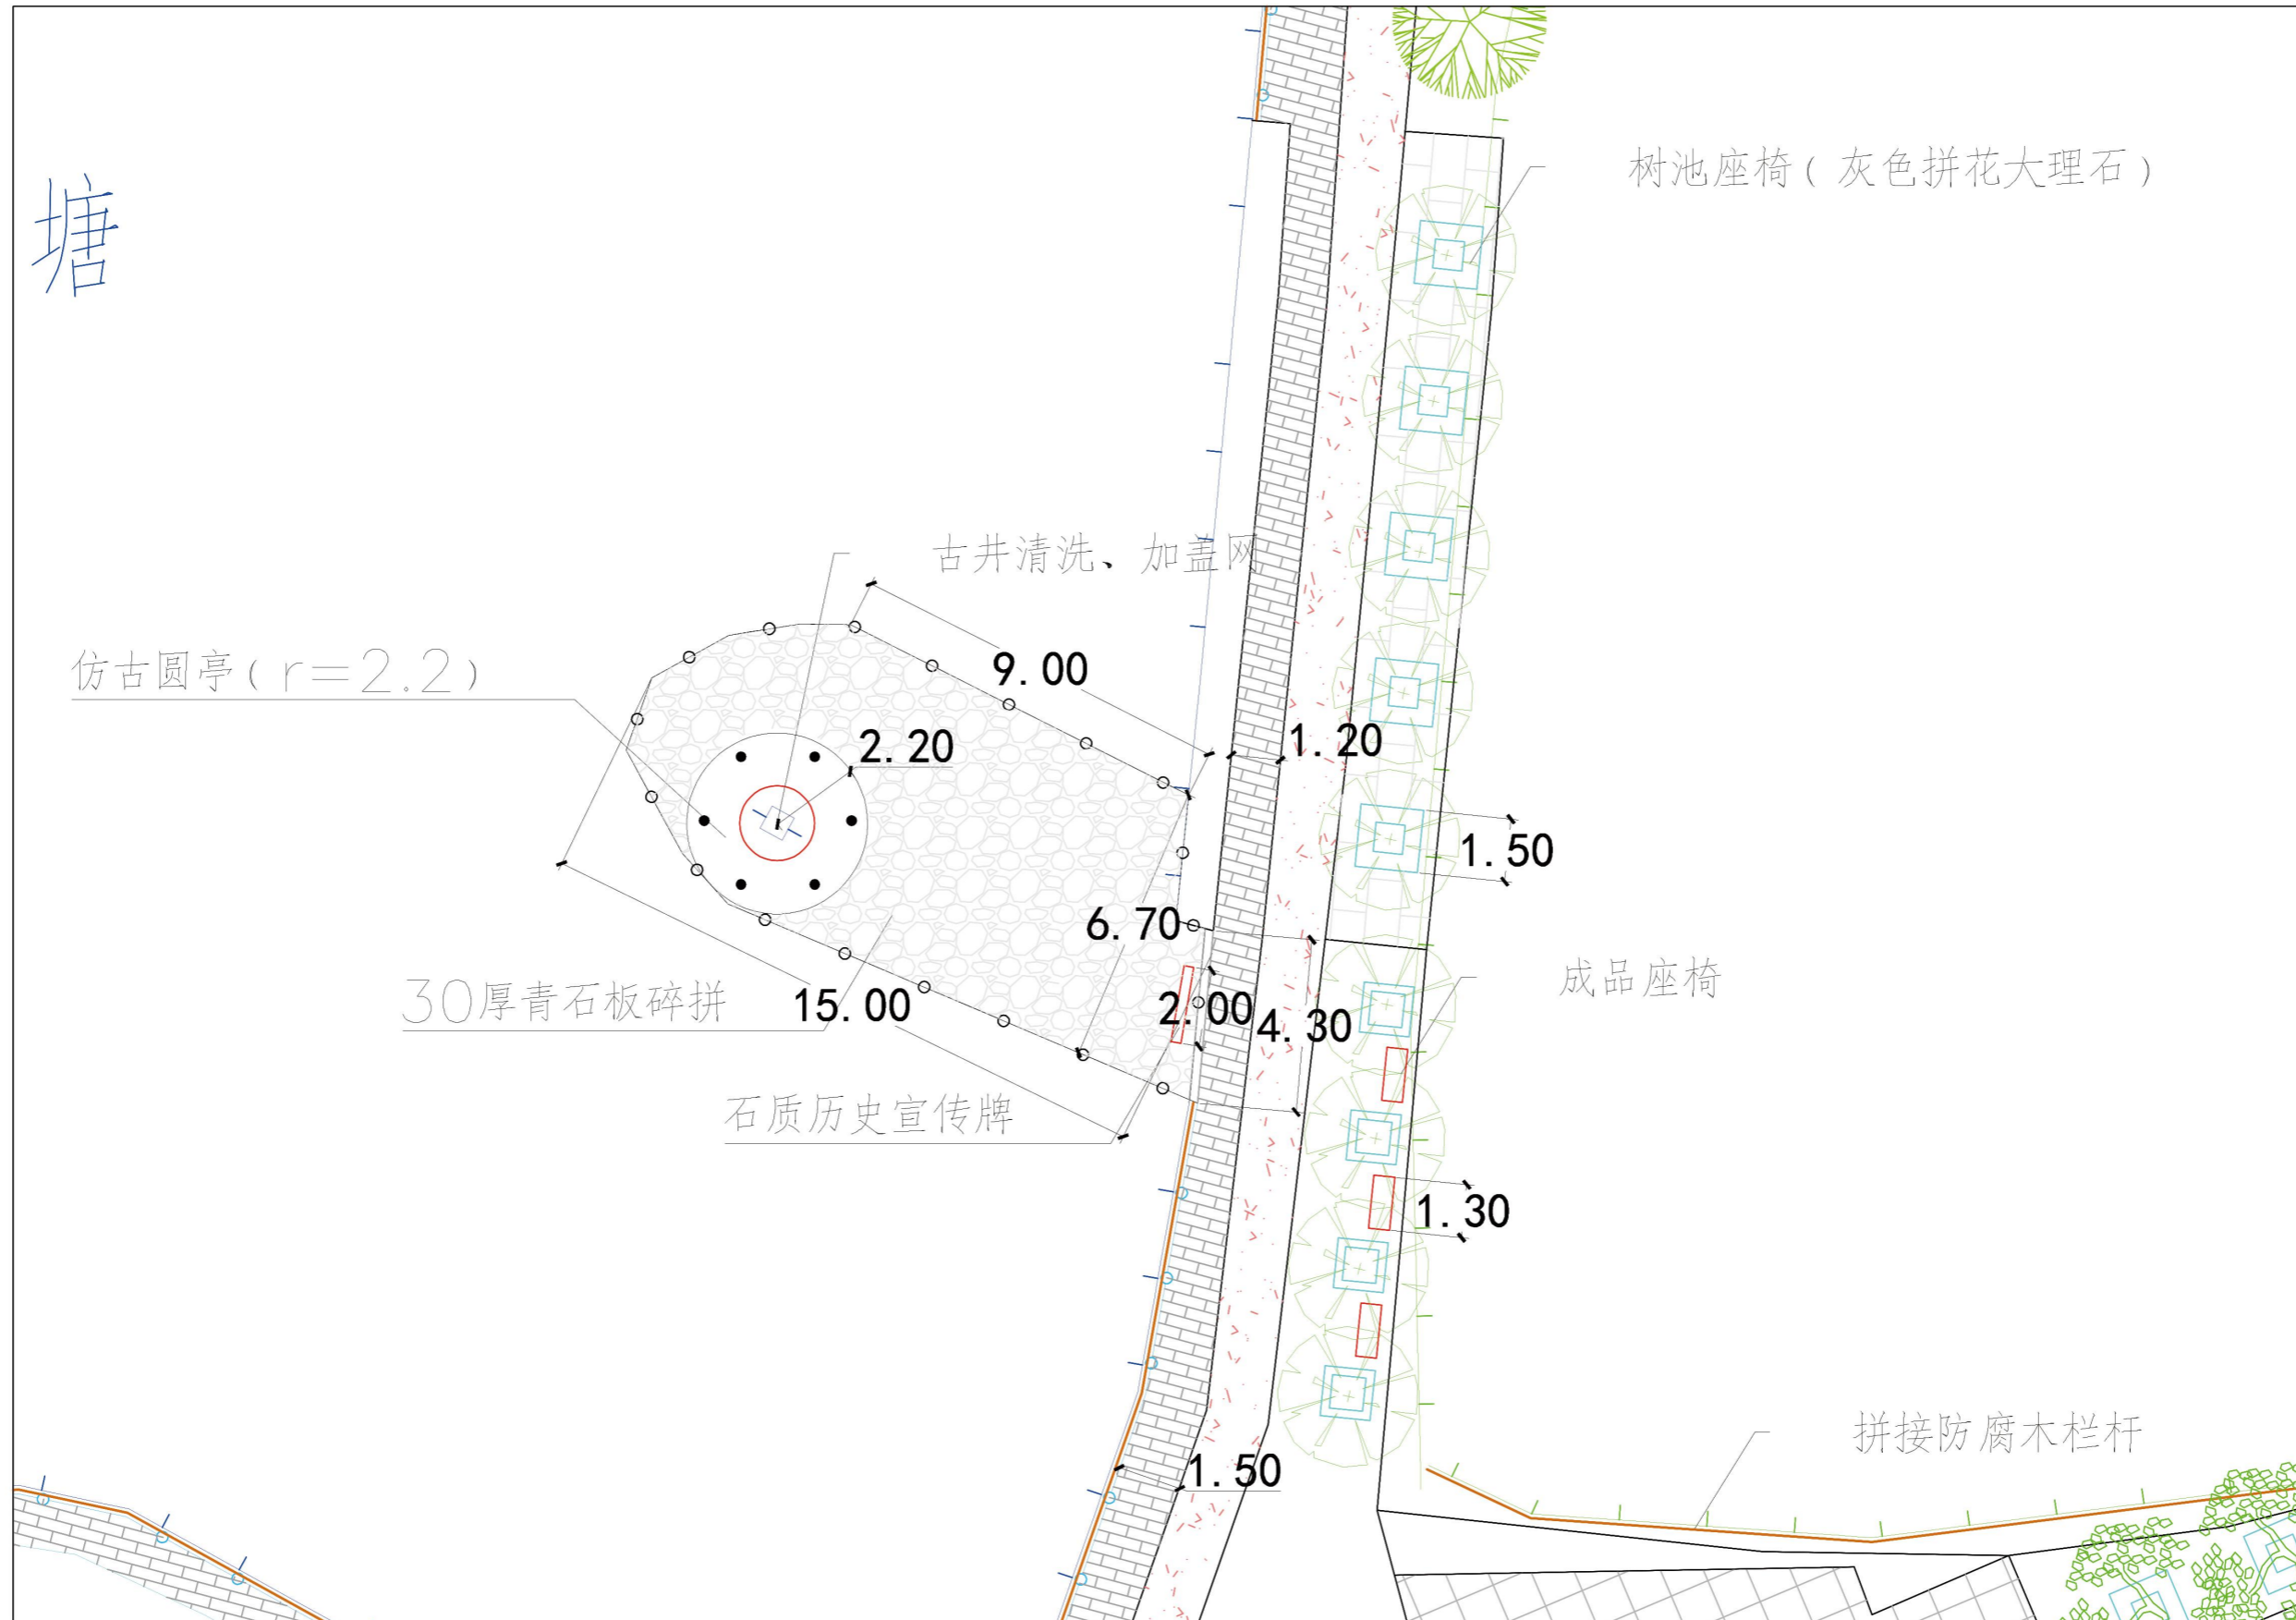 树池座椅(灰色拼花大理石)
塘
古井清洗、加盖网
9.00
仿古圆亭(r=2.2)
2.20
1.20
1.50
6.70
成品座椅
30厚青石板碎拼
15.00
2.00
4.30
石质历史宣传牌
1.30
拼接防腐木栏杆
1.50